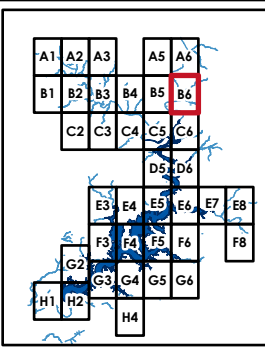 A1 A2 A3 A5 A6
B1 B2 B3 B4 B5 B6
C2 C3 C4 C5 C6
D5 D6
E3 E4 E5 E6 E7 E8
F3 F4 F5 F6 F8
G2 G3 G4 G5 G6
H1 H2 H4